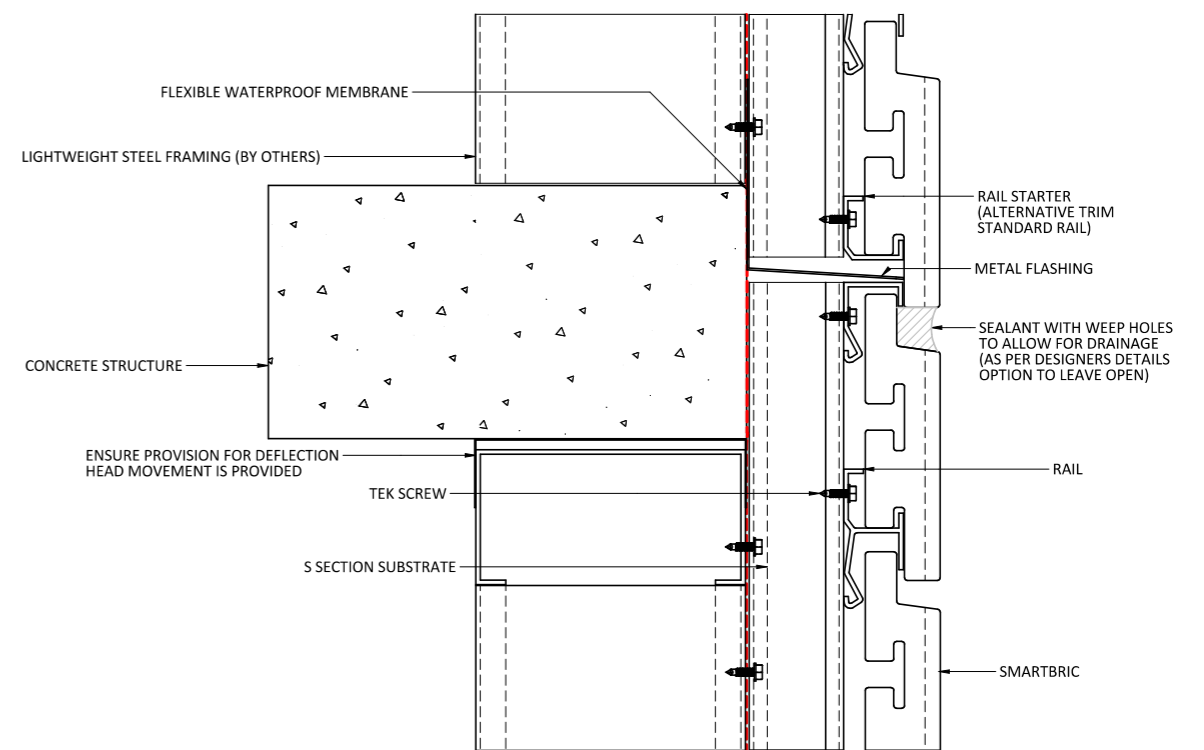 FLEXIBLE WATERPROOF MEMBRANE
LIGHTWEIGHT STEEL FRAMING (BY OTHERS)
CONCRETE STRUCTURE
ENSURE PROVISION FOR DEFLECTION
HEAD MOVEMENT IS PROVIDED
TEK SCREW
S SECTION SUBSTRATE
RAIL STARTER
(ALTERNATIVE TRIM
STANDARD RAIL)
METAL FLASHING
SEALANT WITH WEEP HOLES
TO ALLOW FOR DRAINAGE
(AS PER DESIGNERS DETAILS
OPTION TO LEAVE OPEN)
RAIL
SMARTBRIC